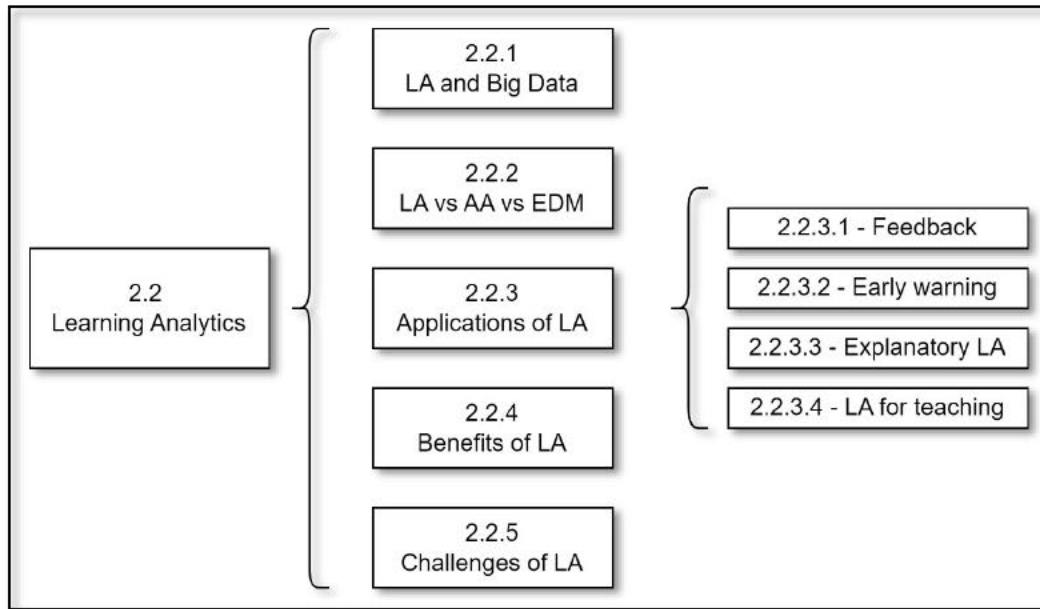 2.2
Learning Analytics
2.2.1
LA and Big Data
2.2.2
LA vs AA vs EDM
2.2.3
Applications of LA
2.2.4
Benefits of LA
2.2.5
Challenges of LA
2.2.3.1 - Feedback
2.2.3.2 - Early warning
2.2.3.3 - Explanatory LA
2.2.3.4 - LA for teaching